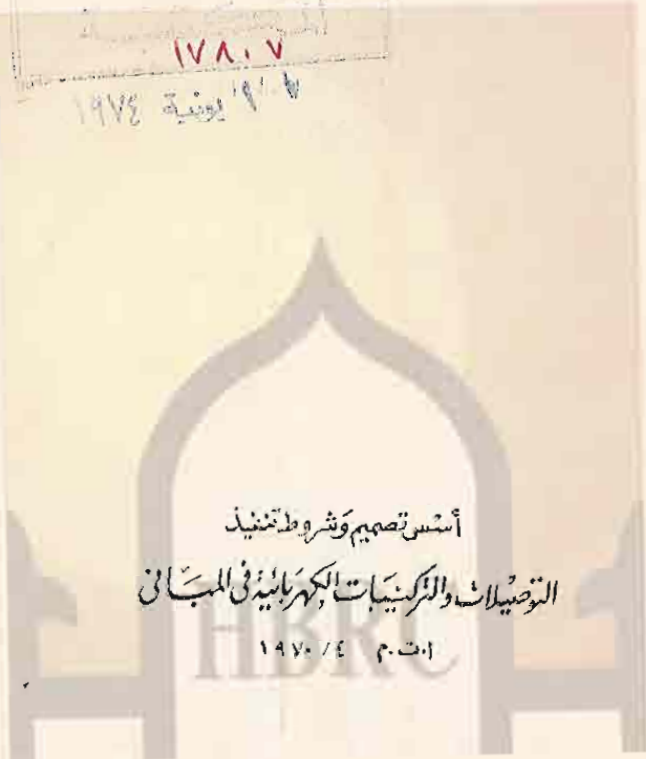 ١٧٨٠٧
يونية ١٩٧٤
أسس تصميم وشروط تنفيذ
التوصيلات والتركيبات الكهربائية في المباني
HBRC
ا.ت.م ٤ / ١٩٧٠